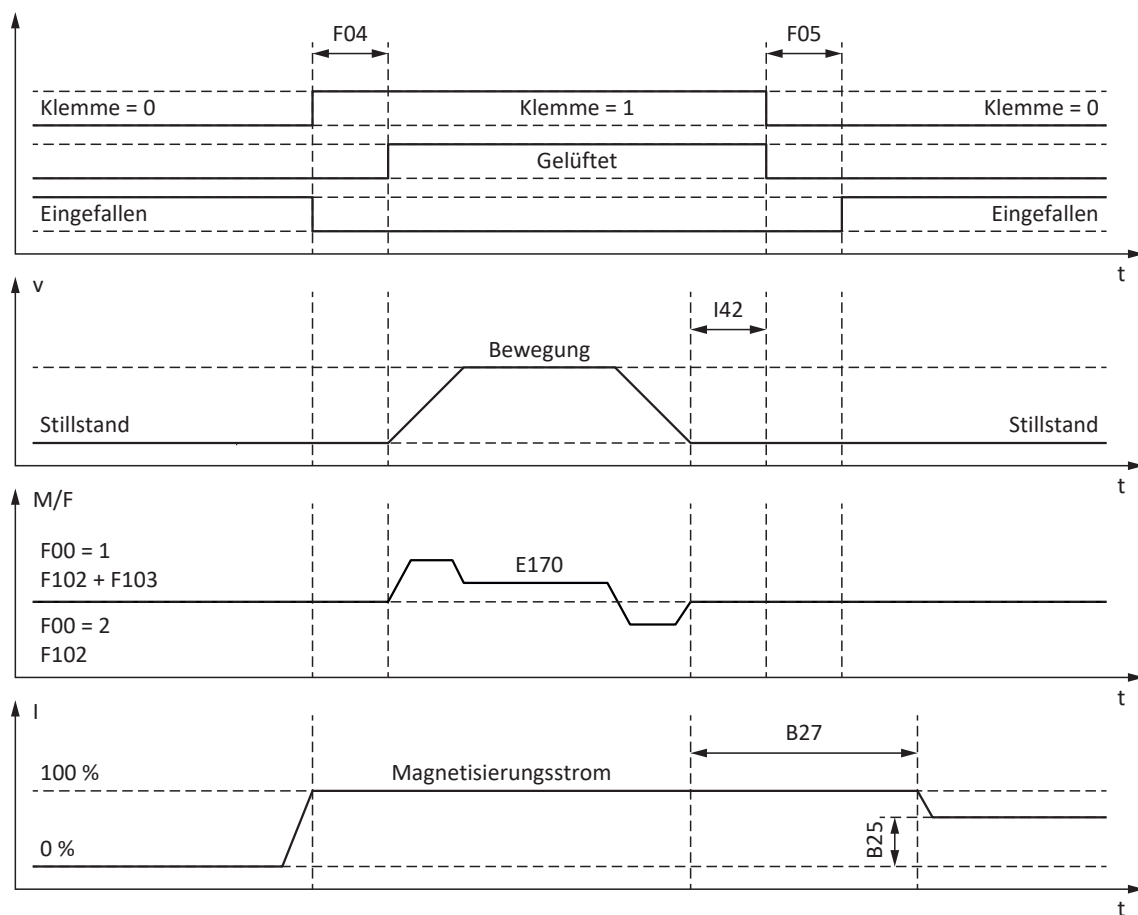 F04
F05
Klemme = 0
Klemme = 1
Klemme = 0
Gelüftet
Eingefallen
Eingefallen
t
v
I42
Bewegung
Stillstand
Stillstand
t
M/F
F00 = 1
F102 + F103
E170
F00 = 2
F102
t
I
B27
100 %
Magnetisierungsstrom
B25
0 %
t